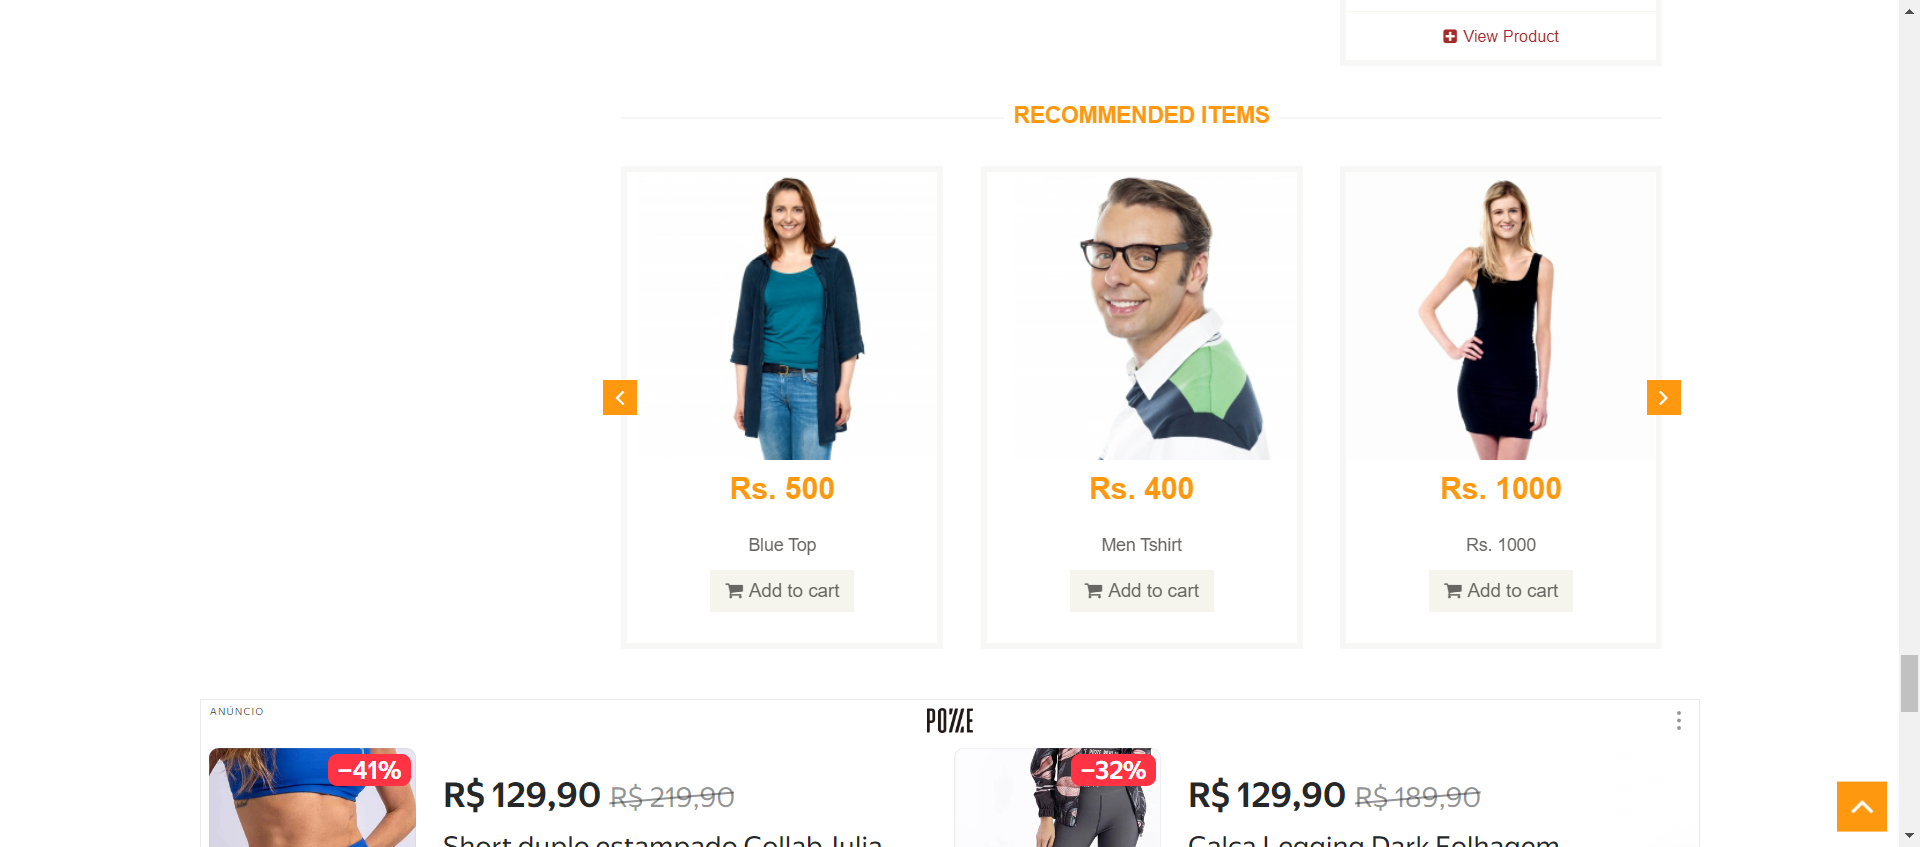 View Product
RECOMMENDED ITEMS
Rs. 500
Blue Top
Add to cart
Rs. 400
Men Tshirt
Add to cart
Rs. 1000
Rs. 1000
Add to cart
ANÚNCIO
POZZE
−41%
R$ 129,90 R$ 219,90
Short duplo estampado Collab Julia
−32%
R$ 129,90 R$ 189,90
Calça Legging Dark Folhagem